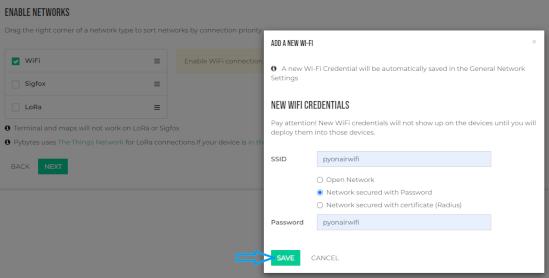 ENABLE NETWORKS
Drag the right corner of a network type to sort networks by connection priority
WiFi
Enable WiFi connection
Sigfox
LoRa
Terminal and maps will not work on LoRa or Sigfox
Pybytes uses The Things Network for LoRa connections.If your device is in th
BACK
NEXT
ADD A NEW WI-FI
×
A new Wi-Fi Credential will be automatically saved in the General Network
Settings
NEW WIFI CREDENTIALS
Pay attention! New WiFi credentials will not show up on the devices until you will
deploy them into those devices.
SSID
pyonairwifi
Open Network
Network secured with Password
Network secured with certificate (Radius)
Password
pyonairwifi
SAVE
CANCEL